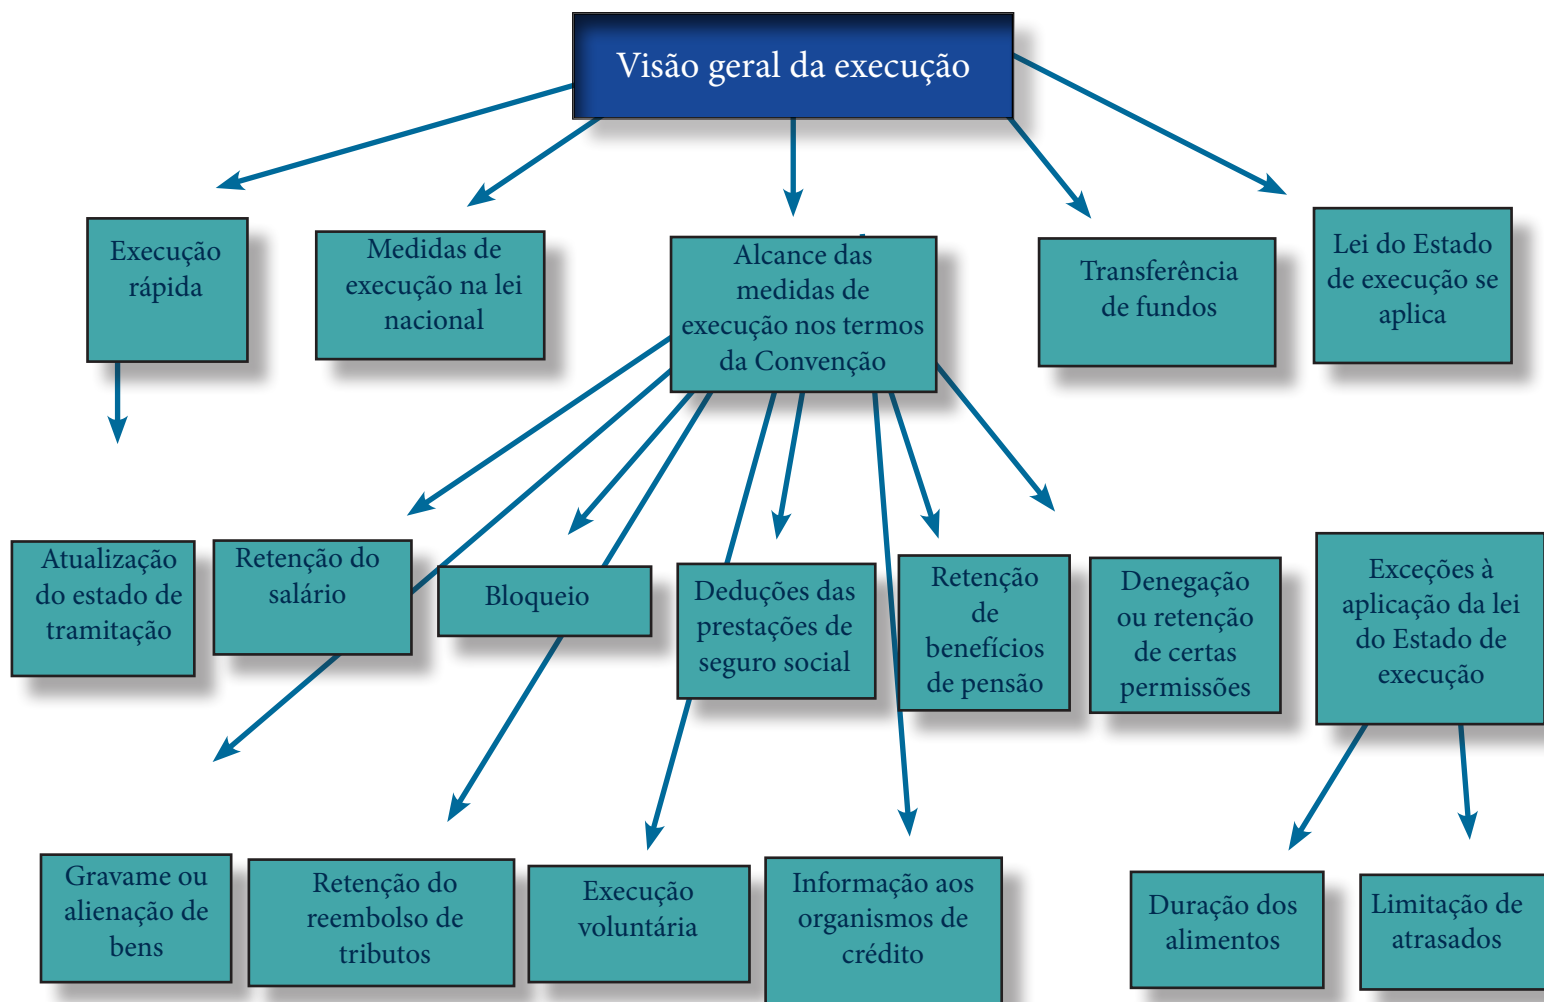 Visão geral da execução
Execução
rápida
Medidas de
execução na lei
nacional
Alcance das
medidas de
execução nos termos
da Convenção
Transferência
de fundos
Lei do Estado
de execução se
aplica
Atualização
do estado de
tramitação
Retenção do
salário
Bloqueio
Deduções das
prestações de
seguro social
Retenção
de
benefícios
de pensão
Denegação
ou retenção
de certas
permissões
Exceções à
aplicação da lei
do Estado de
execução
Gravame ou
alienação de
bens
Retenção do
reembolso de
tributos
Execução
voluntária
Informação aos
organismos de
crédito
Duração dos
alimentos
Limitação de
atrasados